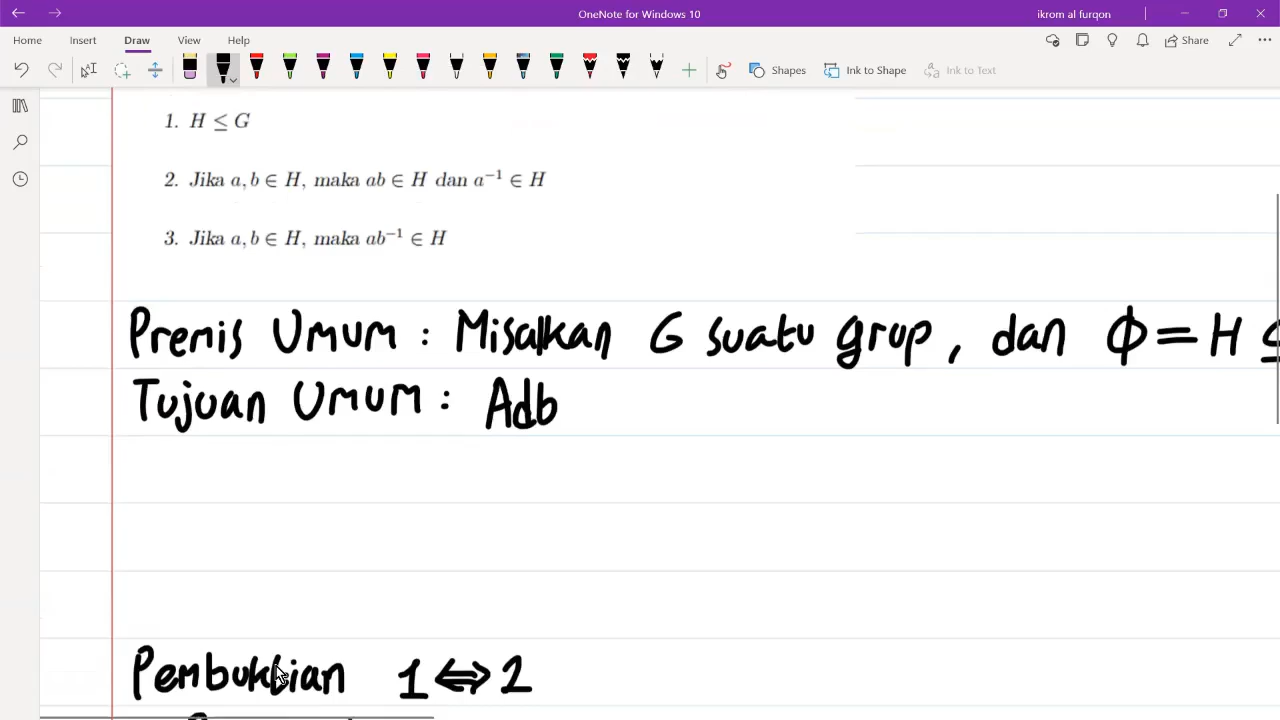 OneNote for Windows 10
ikrom al furqon
Home Insert Draw View Help
Share
Shapes Ink to Shape Ink to Text
1. H ≤ G
2. Jika a, b ∈ H, maka ab ∈ H dan a⁻¹ ∈ H
3. Jika a, b ∈ H, maka ab⁻¹ ∈ H
Premis Umum : Misalkan G suatu grup, dan ϕ = H ⊆
Tujuan Umum : Adb
Pembuktian 1 ⇔ 2